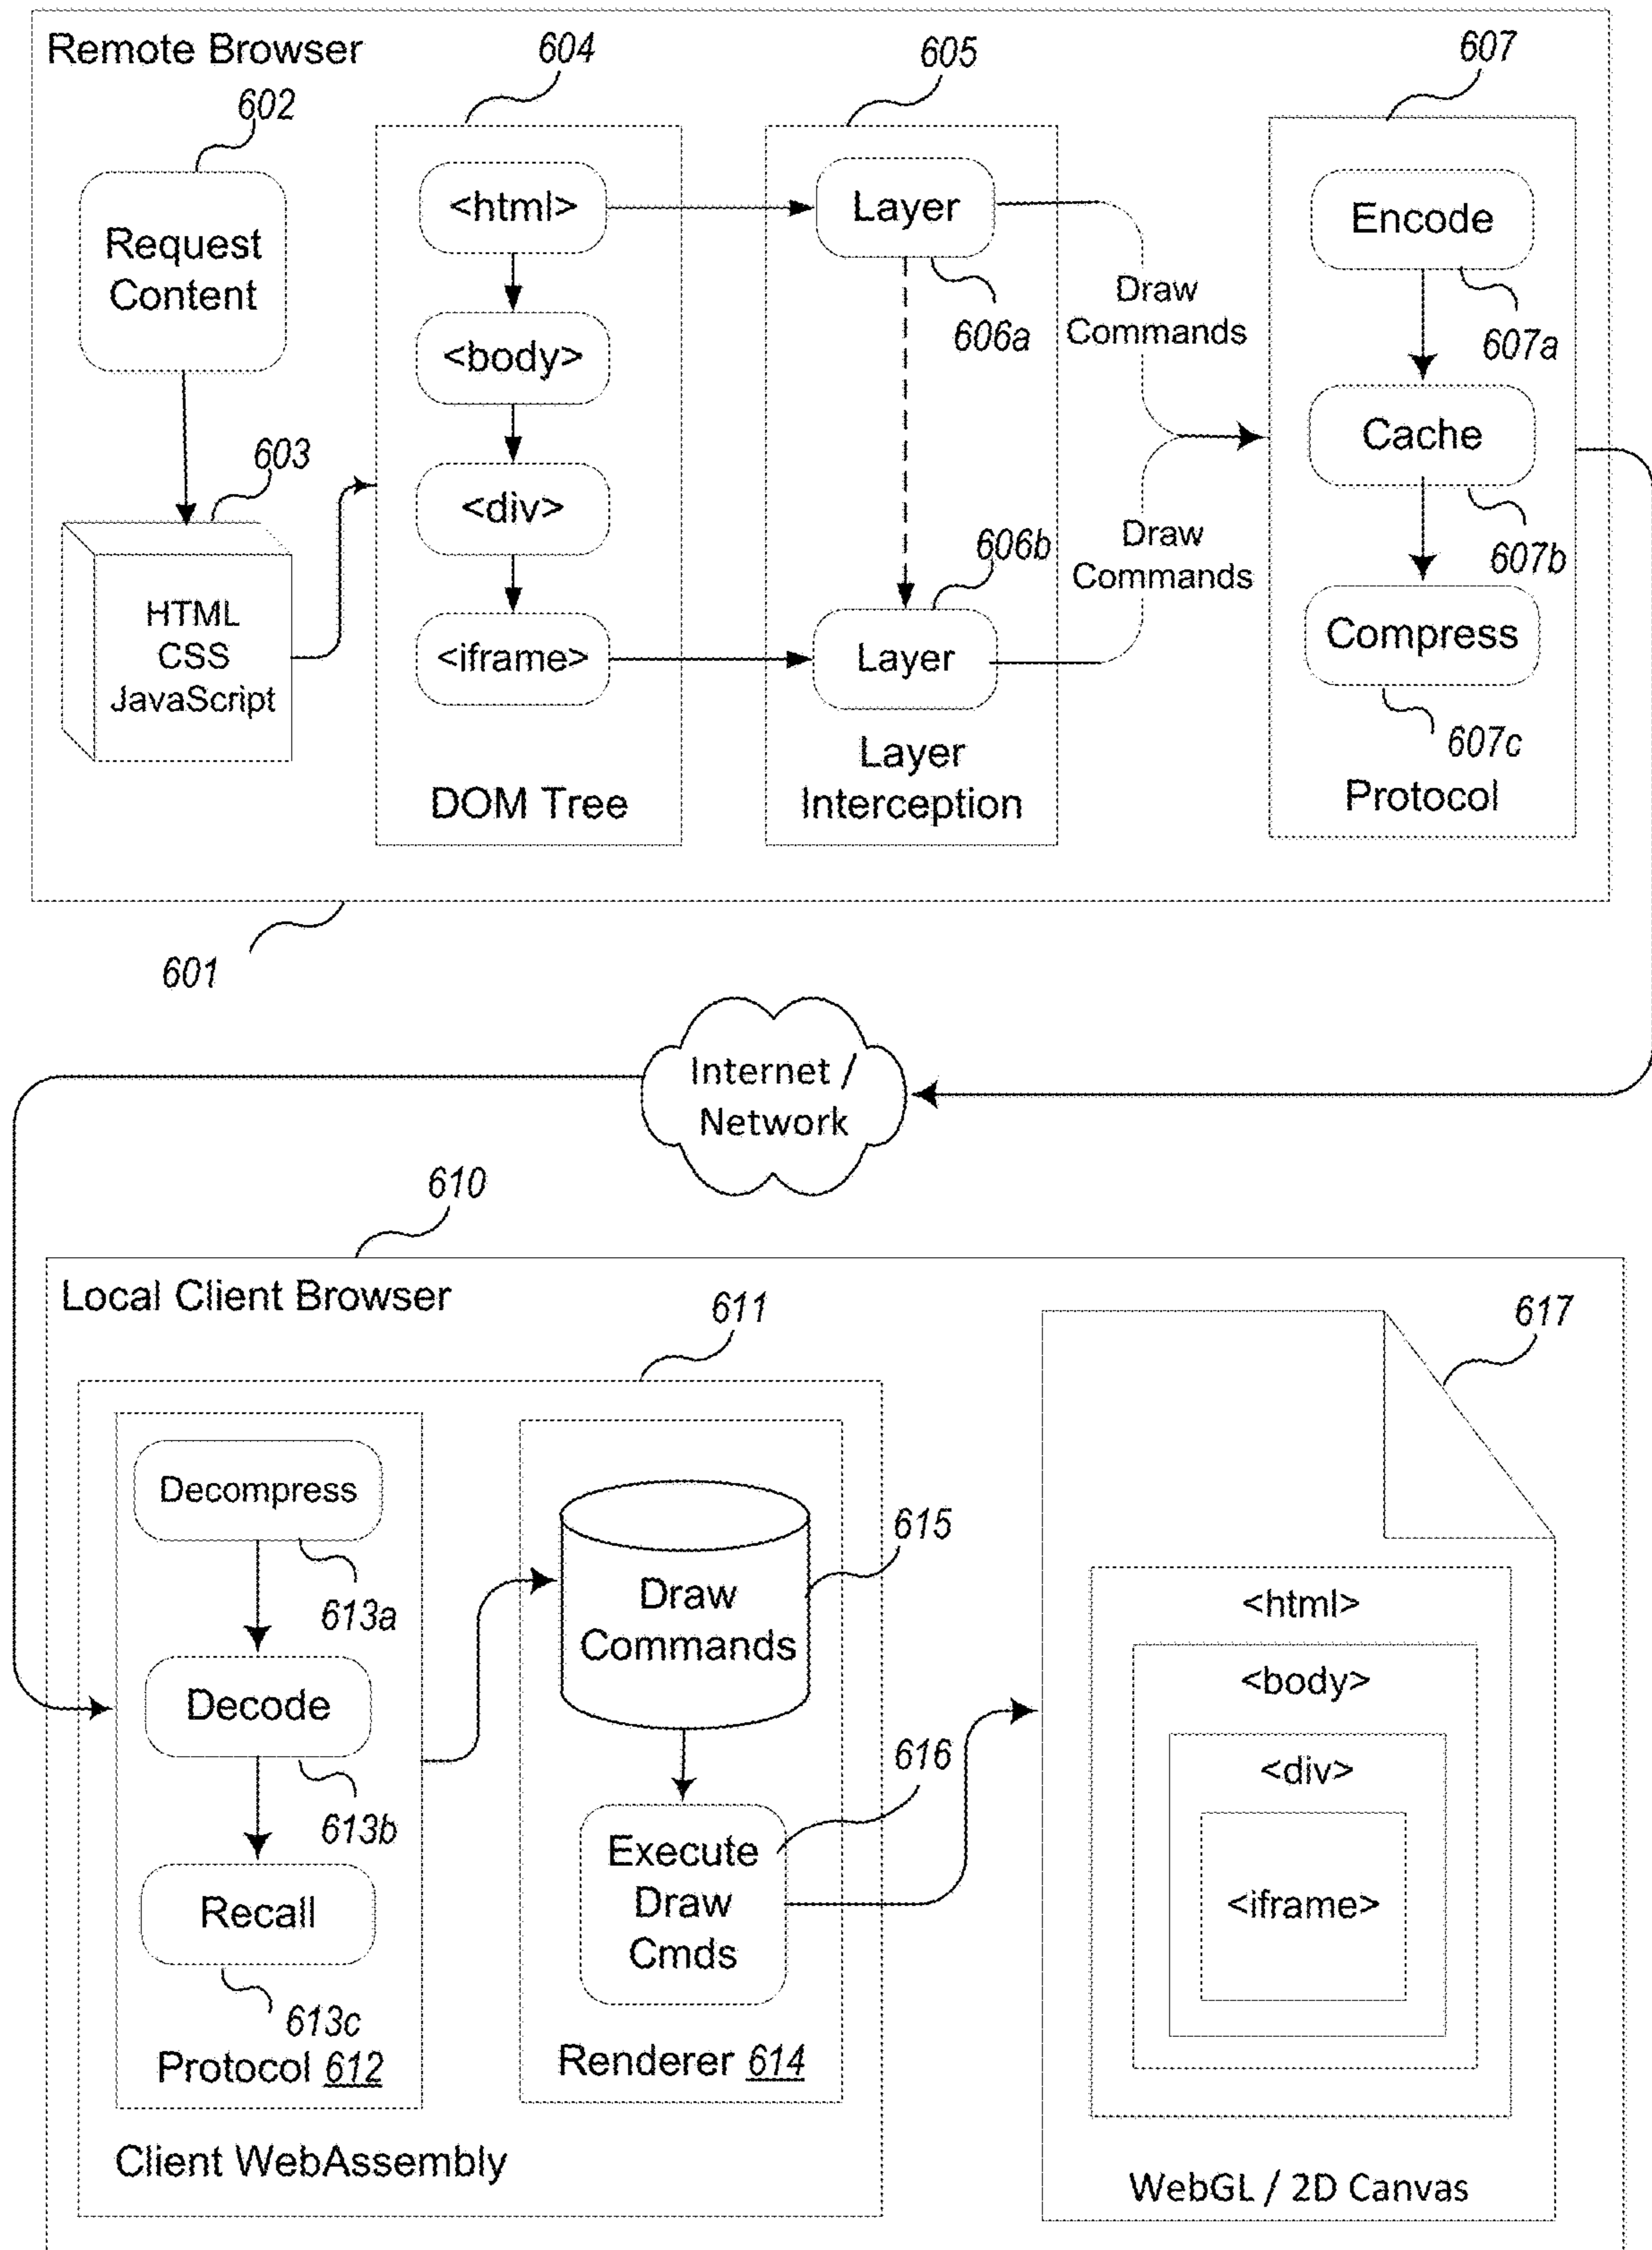 Remote Browser
604
605
607
602
Request
Content
603
HTML
CSS
JavaScript
<html>
<body>
<div>
<iframe>
DOM Tree
Layer
606a
606b
Layer
Layer
Interception
Draw
Commands
Draw
Commands
Encode
607a
Cache
607b
Compress
607c
Protocol
601
Internet /
Network
610
Local Client Browser
611
617
Decompress
613a
Decode
613b
Recall
613c
Protocol 612
Draw
Commands
615
616
Execute
Draw
Cmds
Renderer 614
Client WebAssembly
<html>
<body>
<div>
<iframe>
WebGL / 2D Canvas